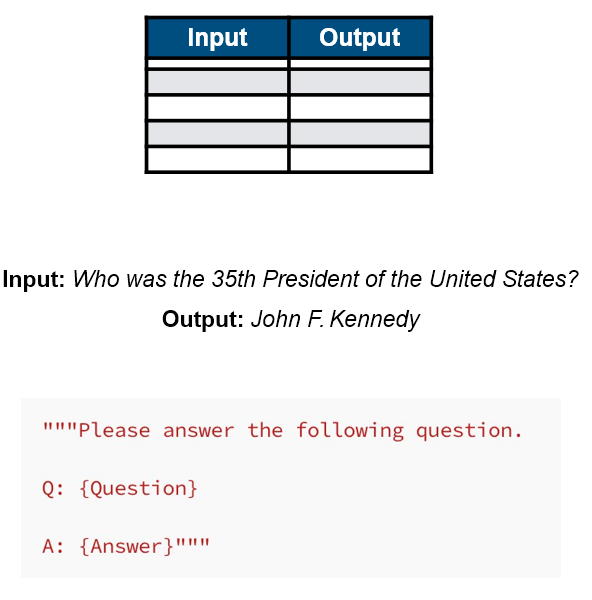 Input Output
Input: Who was the 35th President of the United States?
Output: John F. Kennedy
"""Please answer the following question.
Q: {Question}
A: {Answer}"""